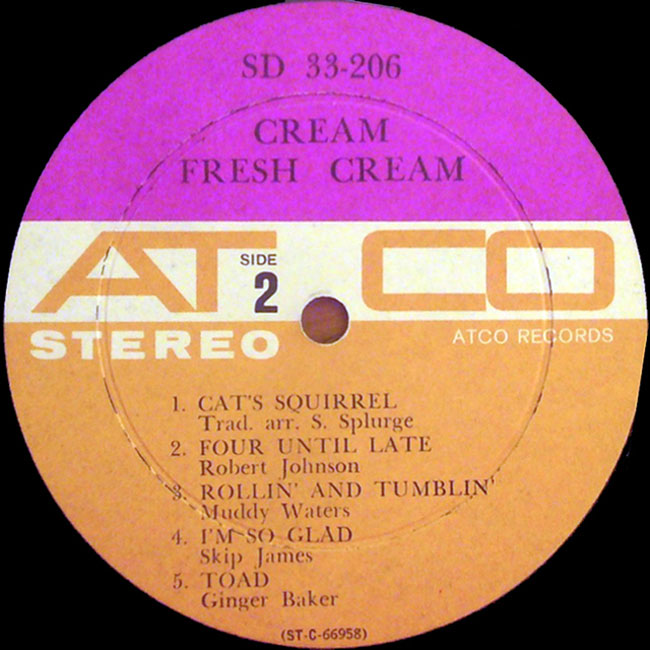 SD 33-206
CREAM
FRESH CREAM
ATCO
SIDE
2
STEREO
ATCO RECORDS
1. CAT'S SQUIRREL
Trad. arr. S. Splurge
2. FOUR UNTIL LATE
Robert Johnson
3. ROLLIN' AND TUMBLIN'
Muddy Waters
4. I'M SO GLAD
Skip James
5. TOAD
Ginger Baker
(ST-C-66958)